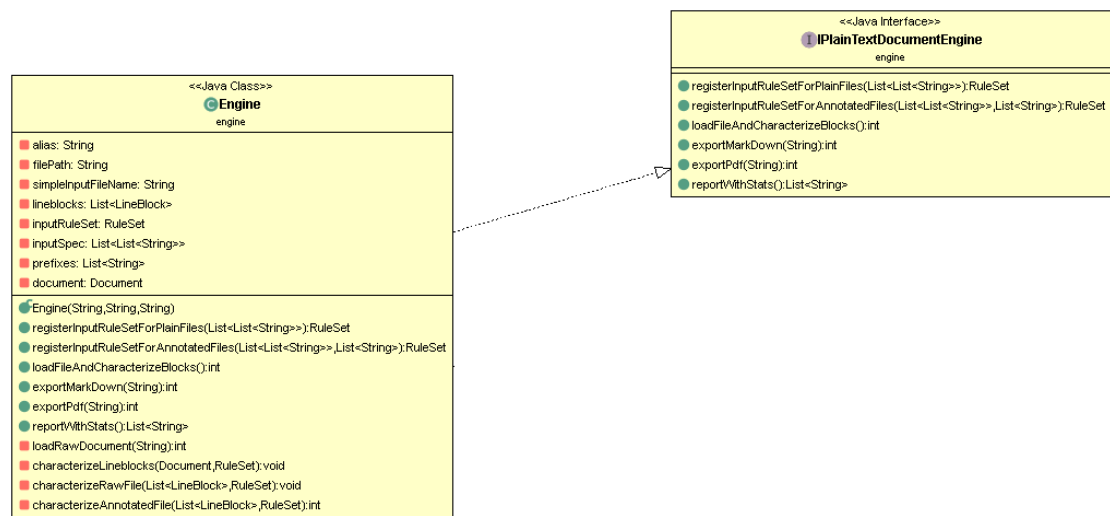 <<Java Class>>
Engine
engine
alias: String
filePath: String
simpleInputFileName: String
lineblocks: List<LineBlock>
inputRuleSet: RuleSet
inputSpec: List<List<String>>
prefixes: List<String>
document: Document
Engine(String,String,String)
registerInputRuleSetForPlainFiles(List<List<String>>):RuleSet
registerInputRuleSetForAnnotatedFiles(List<List<String>>,List<String>):RuleSet
loadFileAndCharacterizeBlocks():int
exportMarkDown(String):int
exportPdf(String):int
reportWithStats():List<String>
loadRawDocument(String):int
characterizeLineblocks(Document,RuleSet):void
characterizeRawFile(List<LineBlock>,RuleSet):void
characterizeAnnotatedFile(List<LineBlock>,RuleSet):int
<<Java Interface>>
I IPlainTextDocumentEngine
engine
registerInputRuleSetForPlainFiles(List<List<String>>):RuleSet
registerInputRuleSetForAnnotatedFiles(List<List<String>>,List<String>):RuleSet
loadFileAndCharacterizeBlocks():int
exportMarkDown(String):int
exportPdf(String):int
reportWithStats():List<String>